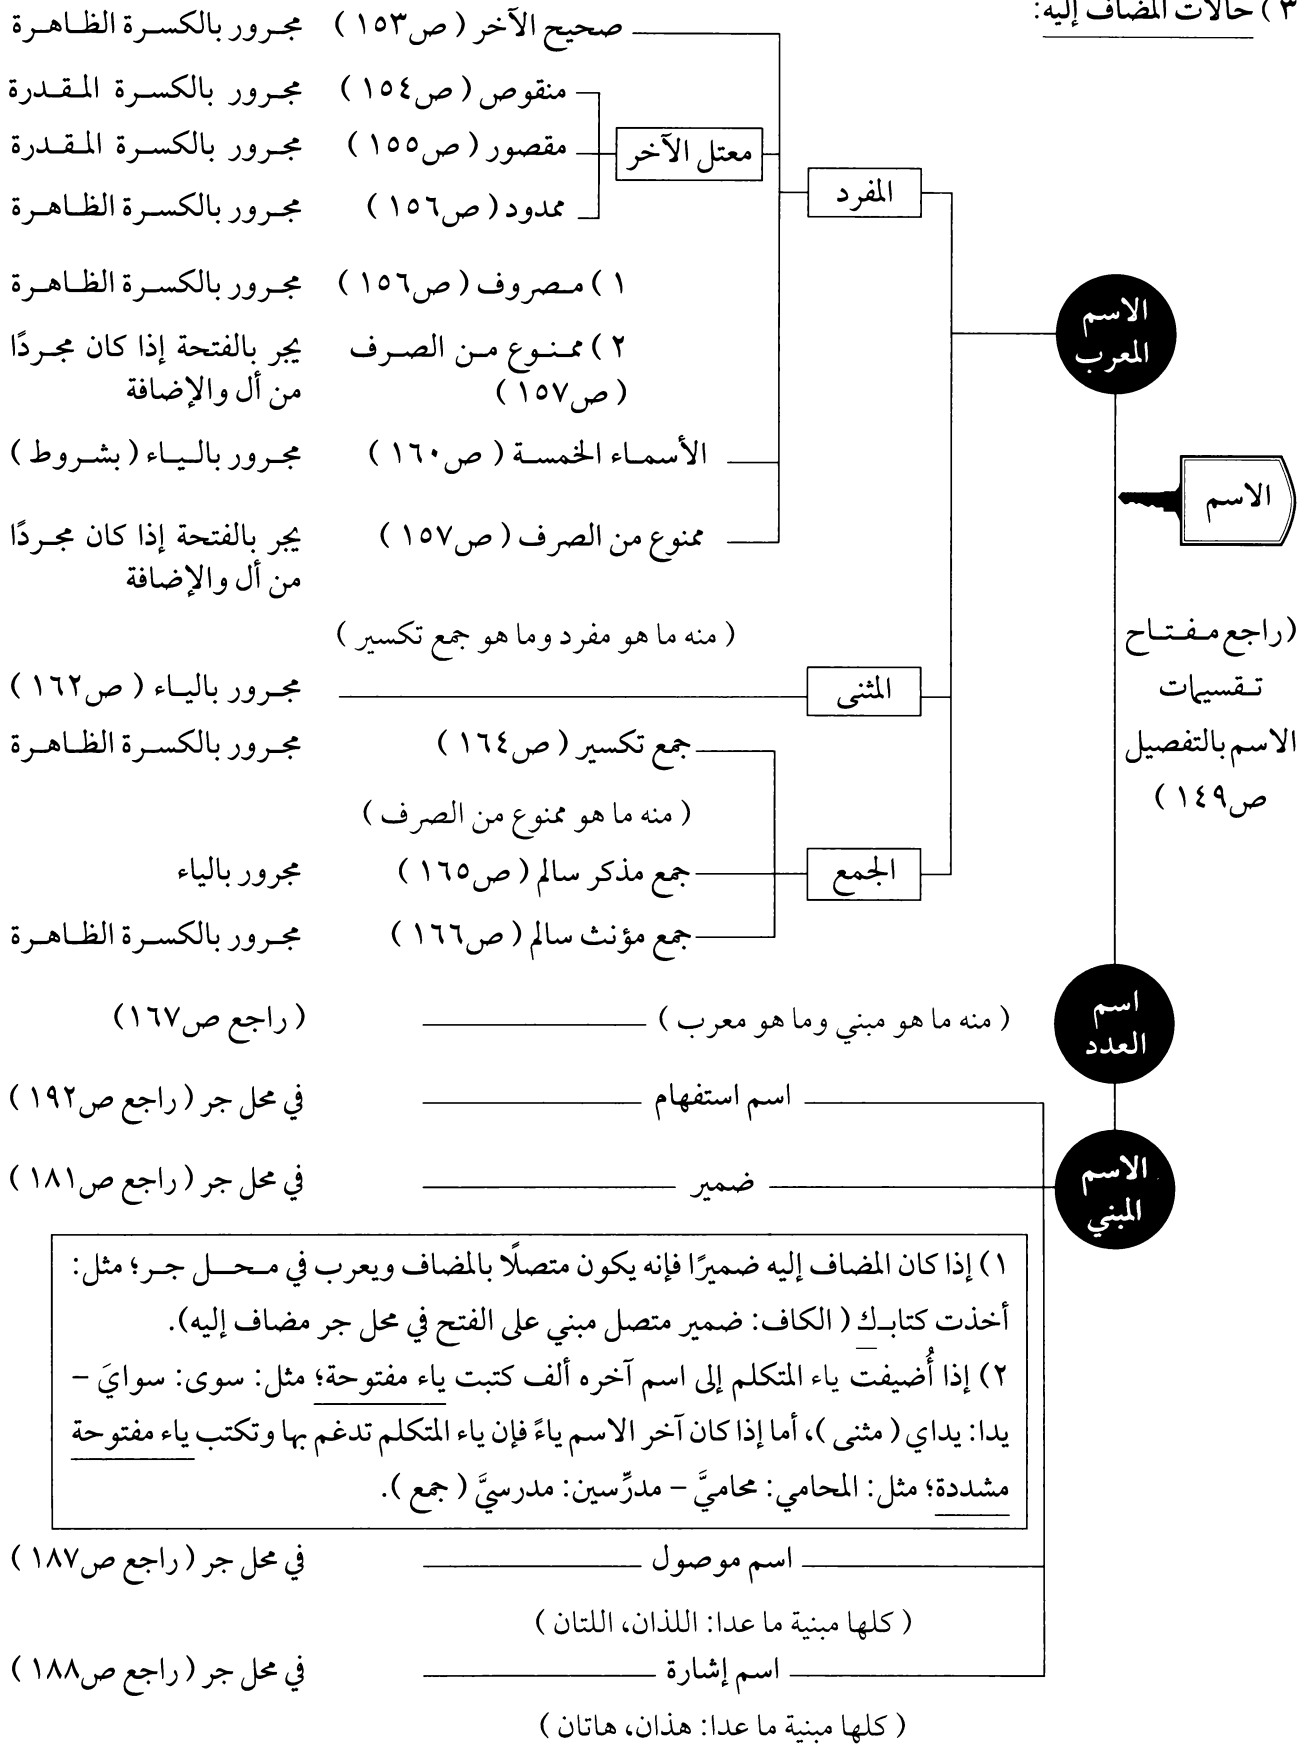 ٣ ) حالات المضاف إليه:
صحيح الآخر ( ص١٥٣ ) مجرور بالكسرة الظاهرة
منقوص ( ص١٥٤ ) مجرور بالكسرة المقدرة
معتل الآخر
مقصور ( ص١٥٥ ) مجرور بالكسرة المقدرة
المفرد
ممدود ( ص١٥٦ ) مجرور بالكسرة الظاهرة
١ ) مصروف ( ص١٥٦ ) مجرور بالكسرة الظاهرة
الاسم
المعرب
٢ ) ممنوع من الصرف يجر بالفتحة إذا كان مجردًا
( ص١٥٧ ) من أل والإضافة
الأسماء الخمسة ( ص١٦٠ ) مجرور بالياء ( بشروط )
الاسم
ممنوع من الصرف ( ص١٥٧ ) يجر بالفتحة إذا كان مجردًا
من أل والإضافة
( منه ما هو مفرد وما هو جمع تكسير )
(راجع مفتاح
تقسيمات
الاسم بالتفصيل
ص١٤٩ )
المثنى مجرور بالياء ( ص١٦٢ )
جمع تكسير ( ص١٦٤ ) مجرور بالكسرة الظاهرة
( منه ما هو ممنوع من الصرف )
الجمع
جمع مذكر سالم ( ص١٦٥ ) مجرور بالياء
جمع مؤنث سالم ( ص١٦٦ ) مجرور بالكسرة الظاهرة
اسم
العدد
( منه ما هو مبني وما هو معرب ) ( راجع ص١٦٧)
اسم استفهام في محل جر ( راجع ص١٩٢ )
الاسم
المبني
ضمير في محل جر ( راجع ص١٨١ )
١) إذا كان المضاف إليه ضميرًا فإنه يكون متصلًا بالمضاف ويعرب في محل جر؛ مثل:
أخذت كتابـك ( الكاف: ضمير متصل مبني على الفتح في محل جر مضاف إليه).
٢) إذا أُضيفت ياء المتكلم إلى اسم آخره ألف كتبت ياء مفتوحة؛ مثل: سوى: سوايَ –
يدا: يداي ( مثنى )، أما إذا كان آخر الاسم ياءً فإن ياء المتكلم تدغم بها وتكتب ياء مفتوحة
مشددة؛ مثل: المحامي: محاميَّ – مدرِّسين: مدرسيَّ ( جمع ).
اسم موصول في محل جر ( راجع ص١٨٧ )
( كلها مبنية ما عدا: اللذان، اللتان )
اسم إشارة في محل جر ( راجع ص١٨٨ )
( كلها مبنية ما عدا: هذان، هاتان )